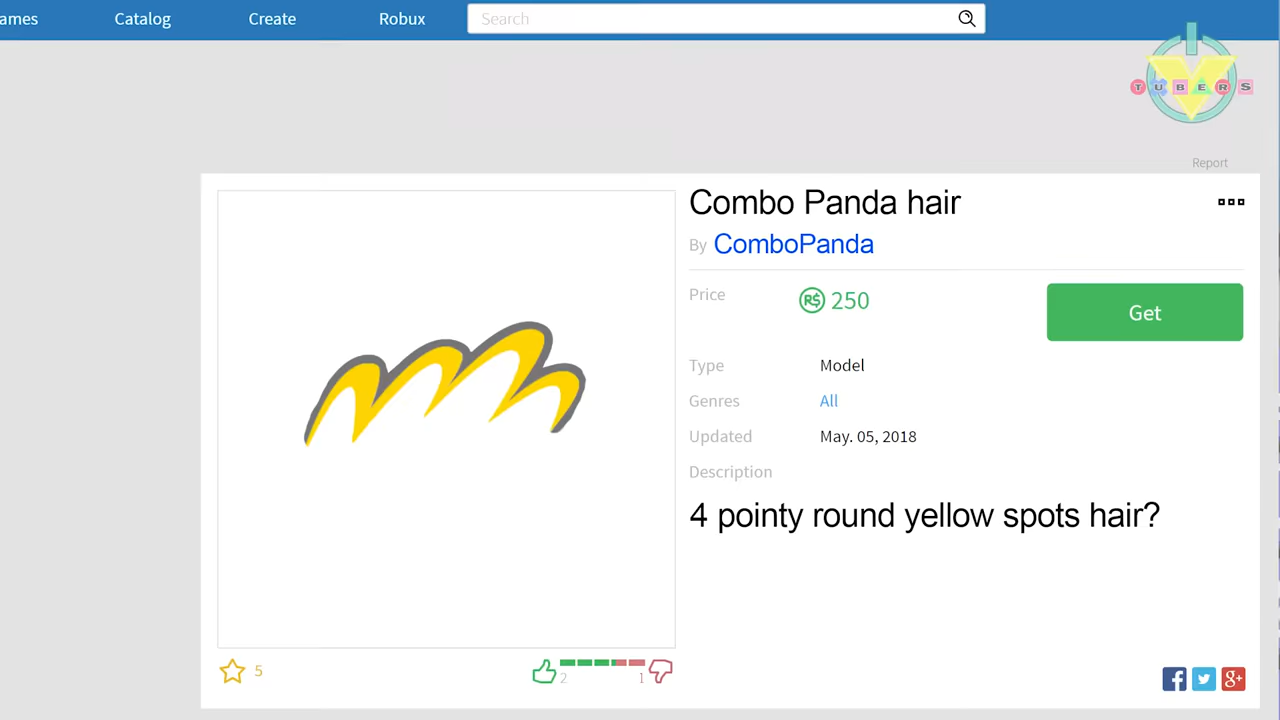 ames Catalog Create Robux Search
TUBERS
Report
Combo Panda hair
By ComboPanda
Price R$ 250 Get
Type Model
Genres All
Updated May. 05, 2018
Description
4 pointy round yellow spots hair?
5 2 1